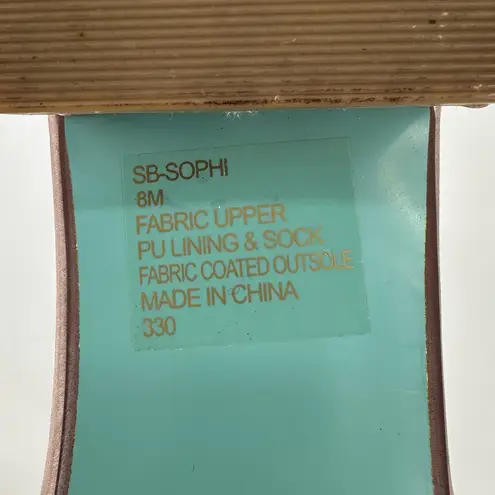 SB-SOPHI
8M
FABRIC UPPER
PU LINING & SOCK
FABRIC COATED OUTSOLE
MADE IN CHINA
330